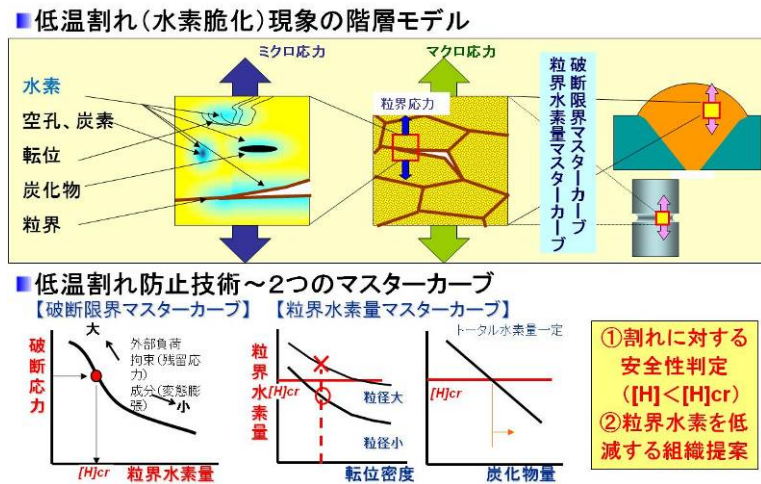 ■低温割れ(水素脆化)現象の階層モデル
ミクロ応力
マクロ応力
水素
空孔、炭素
転位
炭化物
粒界
粒界応力
破断限界マスターカーブ
粒界水素量マスターカーブ
■低温割れ防止技術～2つのマスターカーブ
【破断限界マスターカーブ】
【粒界水素量マスターカーブ】
大
外部負荷
拘束(残留応
力)
成分(変態膨
張)
小
破断応力
[H]cr
粒界水素量
粒界水素量
[H]cr
粒径大
粒径小
転位密度
トータル水素量一定
[H]cr
炭化物量
①割れに対する
安全性判定
([H]<[H]cr)
②粒界水素を低
減する組織提案